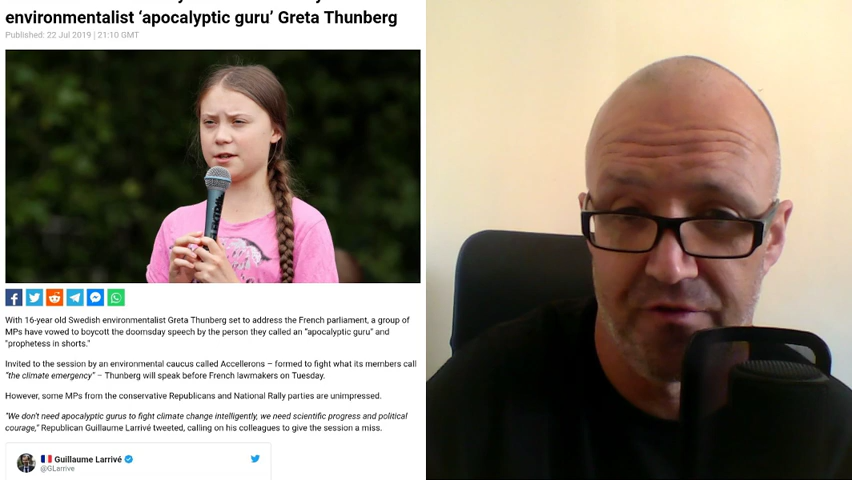 environmentalist ‘apocalyptic guru’ Greta Thunberg
Published: 22 Jul 2019 | 21:10 GMT
With 16-year old Swedish environmentalist Greta Thunberg set to address the French parliament, a group of
MPs have vowed to boycott the doomsday speech by the person they called an "apocalyptic guru" and
"prophetess in shorts."
Invited to the session by an environmental caucus called Accellerons – formed to fight what its members call
"the climate emergency" – Thunberg will speak before French lawmakers on Tuesday.
However, some MPs from the conservative Republicans and National Rally parties are unimpressed.
"We don't need apocalyptic gurus to fight climate change intelligently, we need scientific progress and political
courage," Republican Guillaume Larrivé tweeted, calling on his colleagues to give the session a miss.
Guillaume Larrivé
@GLarrive